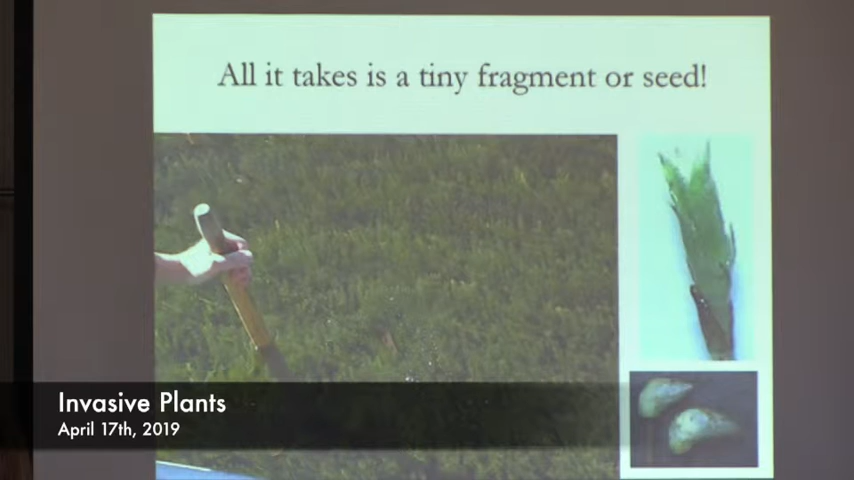 All it takes is a tiny fragment or seed!
Invasive Plants
April 17th, 2019